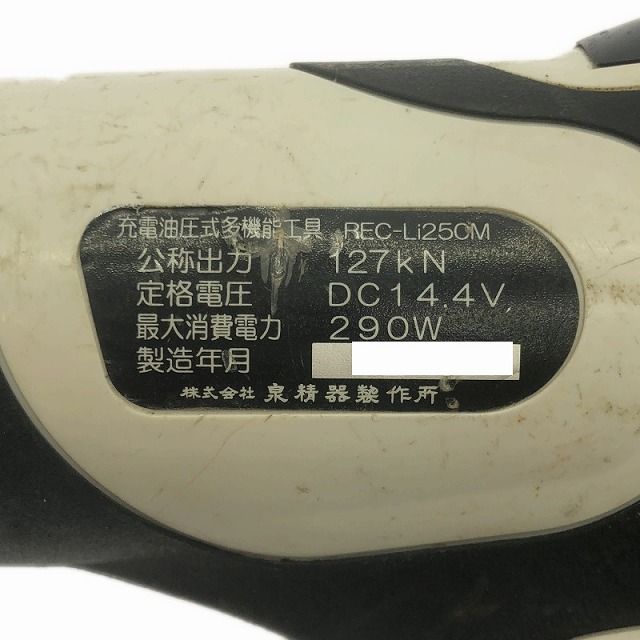 充電油圧式多機能工具 REC-Li250M
公称出力 127kN
定格電圧 DC14.4V
最大消費電力 290W
製造年月
株式会社 泉精器製作所